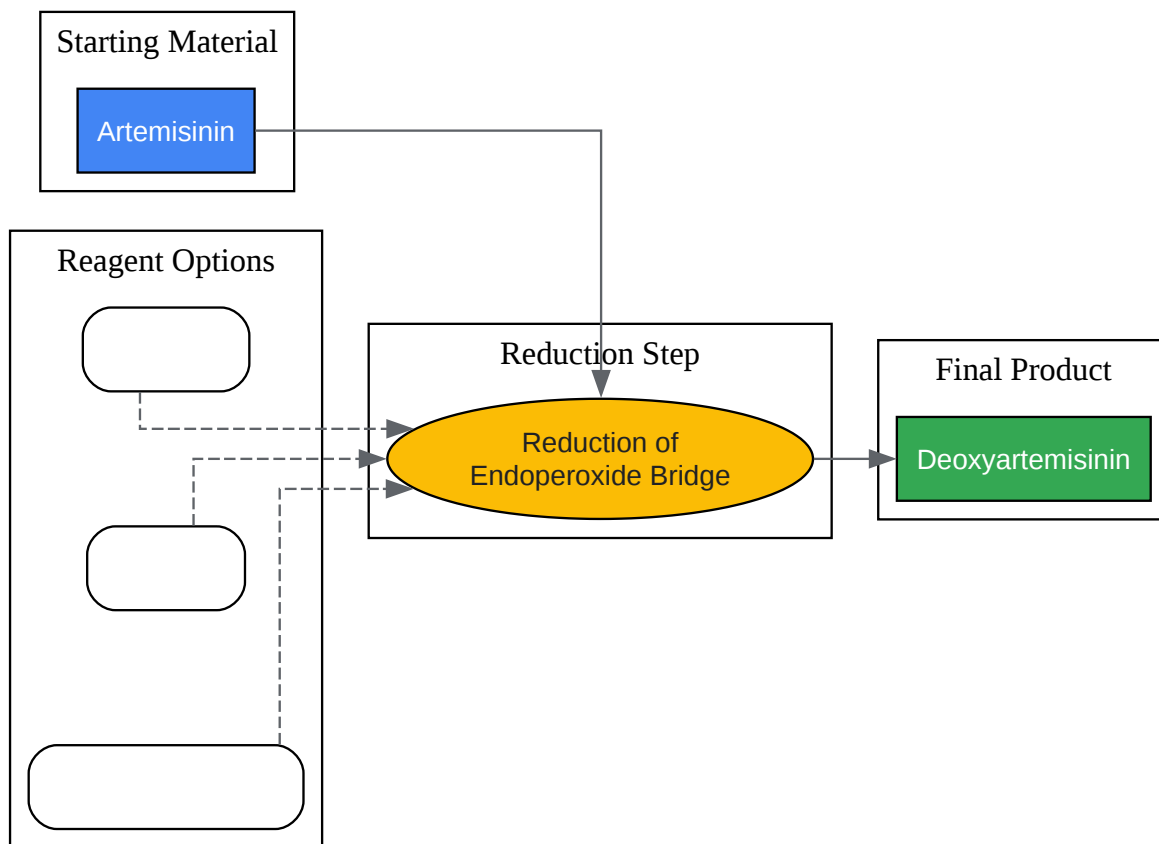 Starting Material
Artemisinin
Reagent Options
Reduction Step
Reduction of
Endoperoxide Bridge
Final Product
Deoxyartemisinin